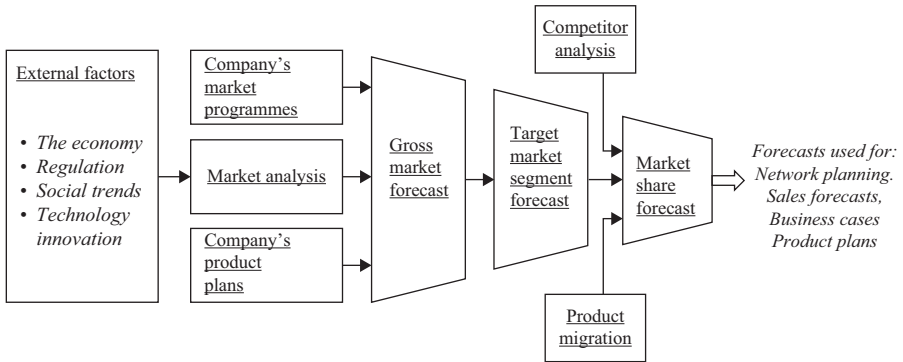 External factors
• The economy
• Regulation
• Social trends
• Technology
innovation
Company's
market
programmes
Market analysis
Company's
product
plans
Gross
market
forecast
Target
market
segment
forecast
Competitor
analysis
Market
share
forecast
Product
migration
Forecasts used for:
Network planning.
Sales forecasts,
Business cases
Product plans